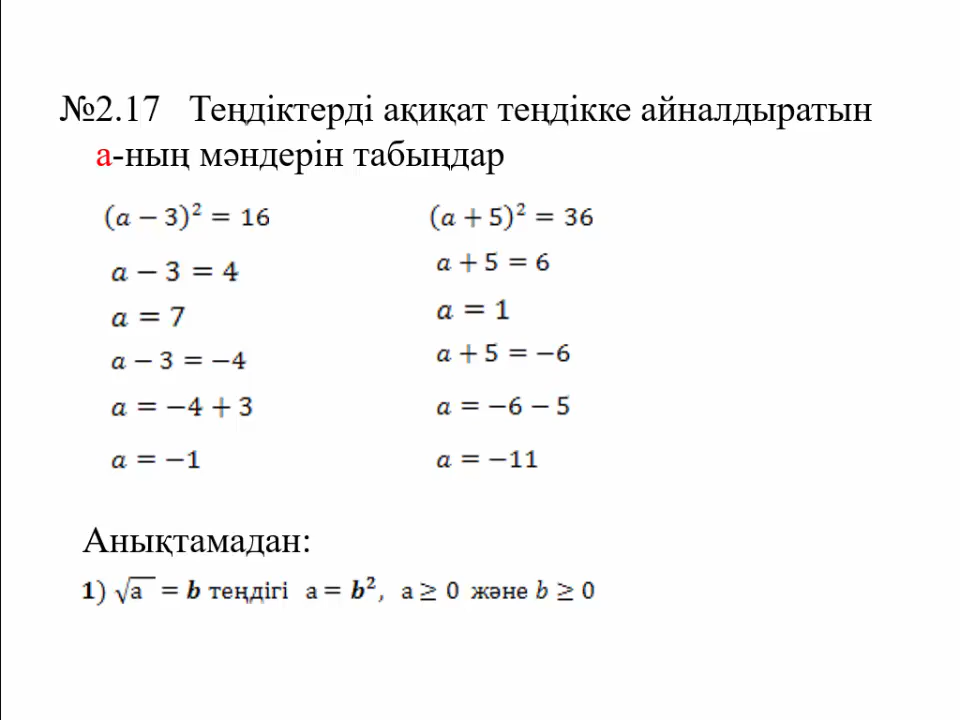 №2.17 Теңдіктерді ақиқат теңдікке айналдыратын
а-ның мәндерін табыңдар
(a − 3)² = 16
a − 3 = 4
a = 7
a − 3 = −4
a = −4 + 3
a = −1
(a + 5)² = 36
a + 5 = 6
a = 1
a + 5 = −6
a = −6 − 5
a = −11
Анықтамадан:
1) √a = b теңдігі a = b², a ≥ 0 және b ≥ 0